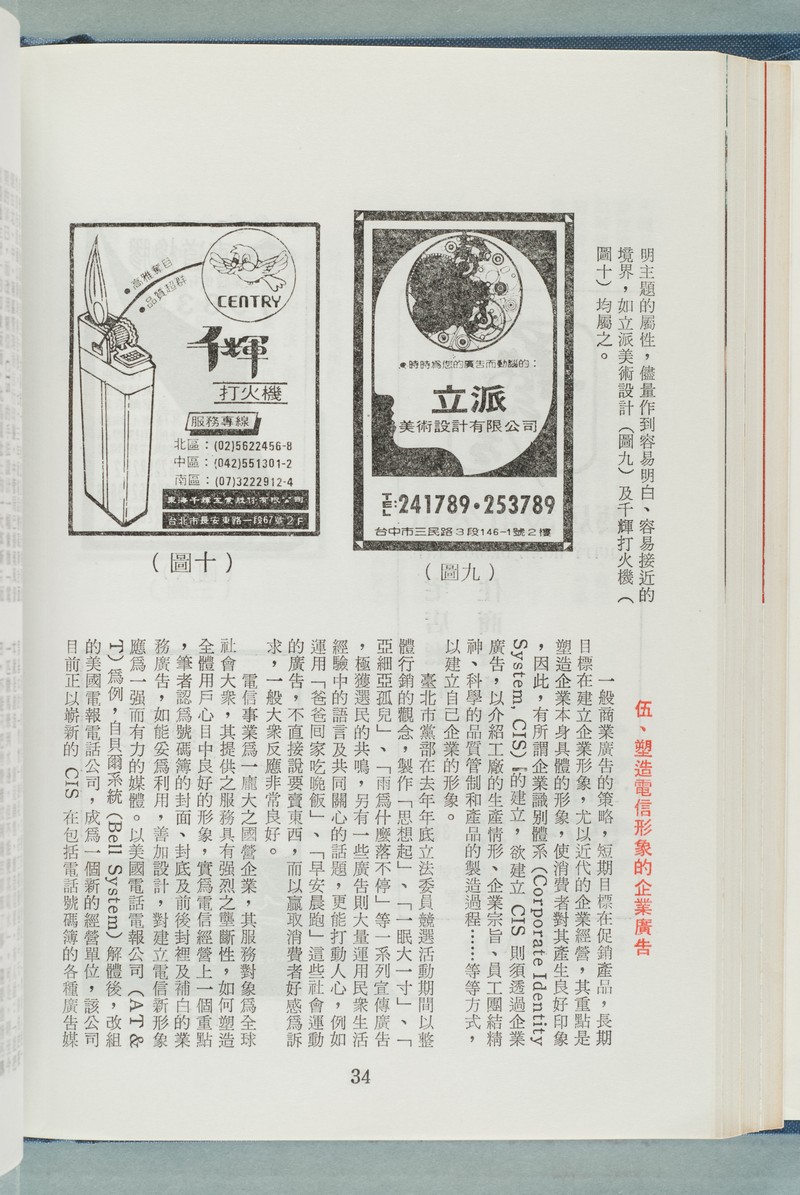 明主題的屬性，儘量作到容易明白、容易接近的
境界，如立派美術設計（圖九）及千輝打火機（
圖十）均屬之。
時時為您的廣告而動腦的：
立派
美術設計有限公司
TEL:241789•253789
台中市三民路3段146-1號2樓
（圖九）
CENTRY
•高雅奪目
•品質超群
千輝
打火機
服務專線
北區：(02)5622456-8
中區：(042)551301-2
南區：(07)3222912-4
東海千輝工業股份有限公司
台北市長安東路一段67號2F
（圖十）
伍、塑造電信形象的企業廣告
一般商業廣告的策略，短期目標在促銷產品，長期
目標在建立企業形象，尤以近代的企業經營，其重點是
塑造企業本身具體的形象，使消費者對其產生良好印象
，因此，有所謂企業識別體系(Corporate Identity
System, CIS)的建立，欲建立 CIS 則須透過企業
廣告，以介紹工廠的生產情形、企業宗旨、員工團結精
神、科學的品質管制和產品的製造過程……等等方式，
以建立自己企業的形象。
臺北市黨部在去年年底立法委員競選活動期間以整
體行銷的觀念，製作「思想起」、「一眠大一寸」、「
亞細亞孤兒」、「雨為什麼落不停」等一系列宣傳廣告
，極獲選民的共鳴，另有一些廣告則大量運用民衆生活
經驗中的語言及共同關心的話題，更能打動人心，例如
運用「爸爸囘家吃晚飯」、「早安晨跑」這些社會運動
的廣告，不直接說要賣東西，而以贏取消費者好感為訴
求，一般大衆反應非常良好。
電信事業為一龐大之國營企業，其服務對象為全球
社會大衆，其提供之服務具有强烈之壟斷性，如何塑造
全體用戶心目中良好的形象，實為電信經營上一個重點
，筆者認為號碼簿的封面、封底及前後封裡及補白的業
務廣告，如能妥為利用，善加設計，對建立電信新形象
應為一强而有力的媒體。以美國電話電報公司（AT&
T）為例，自貝爾系統(Bell System)解體後，改組
的美國電報電話公司，成為一個新的經營單位，該公司
目前正以嶄新的 CIS 在包括電話號碼簿的各種廣告媒
34